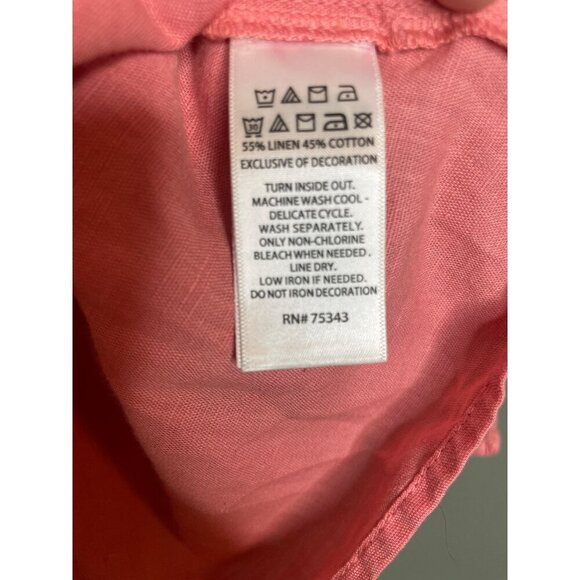 30
55% LINEN 45% COTTON
EXCLUSIVE OF DECORATION
TURN INSIDE OUT.
MACHINE WASH COOL -
DELICATE CYCLE.
WASH SEPARATELY.
ONLY NON-CHLORINE
BLEACH WHEN NEEDED.
LINE DRY.
LOW IRON IF NEEDED.
DO NOT IRON DECORATION
RN# 75343